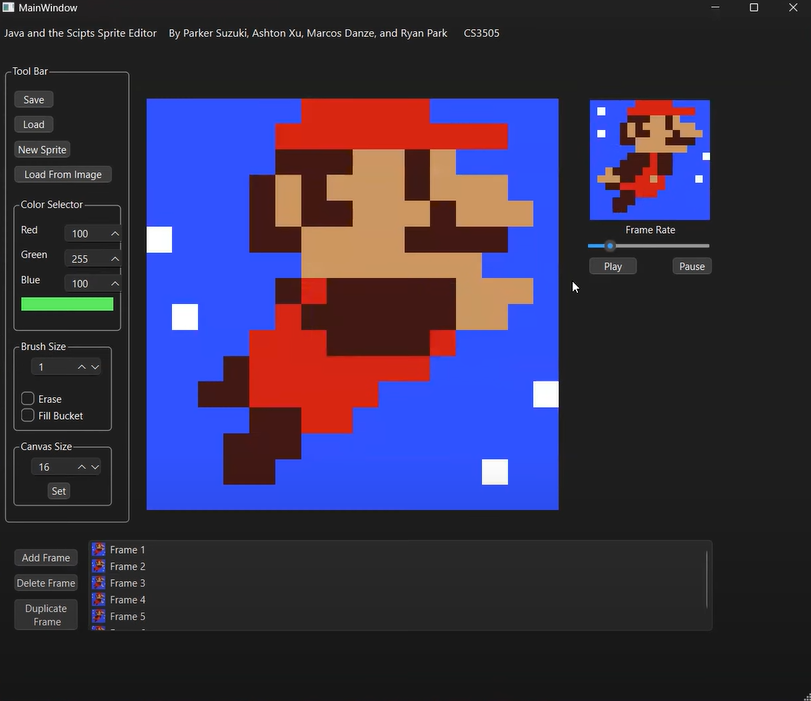 MainWindow
Java and the Scipts Sprite Editor By Parker Suzuki, Ashton Xu, Marcos Danze, and Ryan Park CS3505
Tool Bar
Save
Load
New Sprite
Load From Image
Color Selector
Red 100
Green 255
Blue 100
Brush Size
1
Erase
Fill Bucket
Canvas Size
16
Set
Frame Rate
Play Pause
Add Frame
Delete Frame
Duplicate
Frame
Frame 1
Frame 2
Frame 3
Frame 4
Frame 5